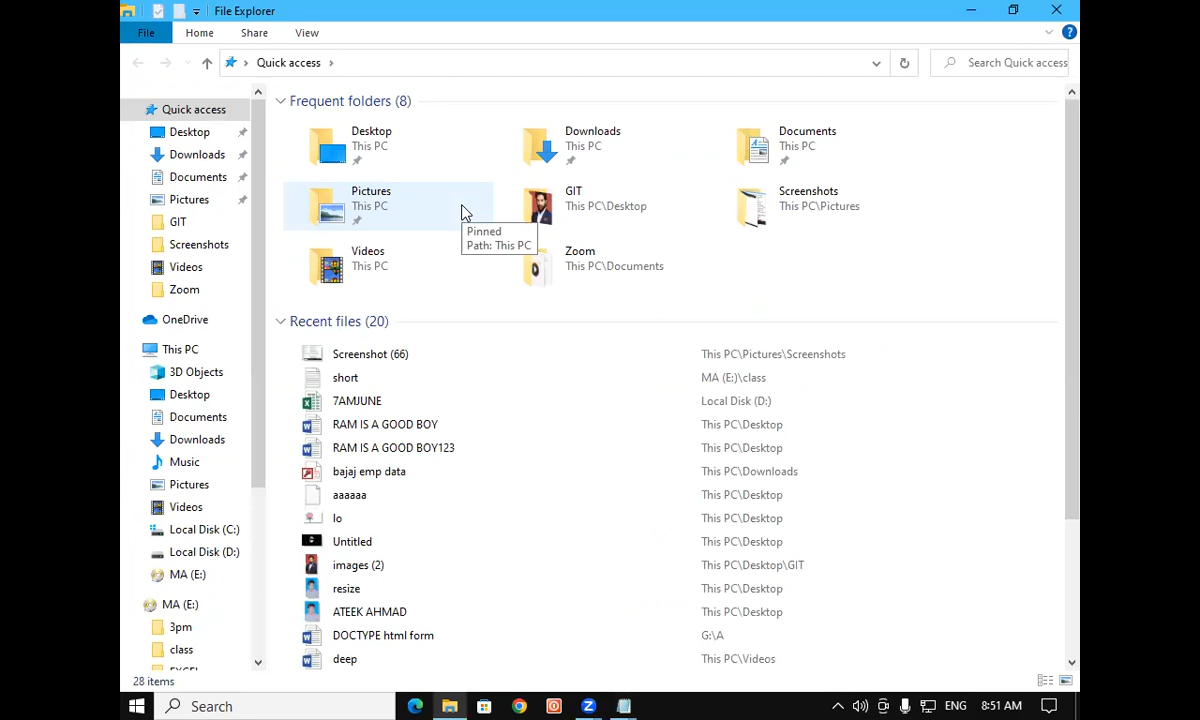 File Explorer
File Home Share View
Quick access
Search Quick access
Quick access
Desktop
Downloads
Documents
Pictures
GIT
Screenshots
Videos
Zoom
OneDrive
This PC
3D Objects
Desktop
Documents
Downloads
Music
Pictures
Videos
Local Disk (C:)
Local Disk (D:)
MA (E:)
MA (E:)
3pm
class
EXCEL
Frequent folders (8)
Desktop
This PC
Downloads
This PC
Documents
This PC
Pictures
This PC
GIT
This PC\Desktop
Screenshots
This PC\Pictures
Pinned
Path: This PC
Videos
This PC
Zoom
This PC\Documents
Recent files (20)
Screenshot (66) This PC\Pictures\Screenshots
short MA (E:)\class
7AMJUNE Local Disk (D:)
RAM IS A GOOD BOY This PC\Desktop
RAM IS A GOOD BOY123 This PC\Desktop
bajaj emp data This PC\Downloads
aaaaaa This PC\Desktop
lo This PC\Desktop
Untitled This PC\Desktop
images (2) This PC\Desktop\GIT
resize This PC\Desktop
ATEEK AHMAD This PC\Desktop
DOCTYPE html form G:\A
deep This PC\Videos
28 items
Search
ENG 8:51 AM